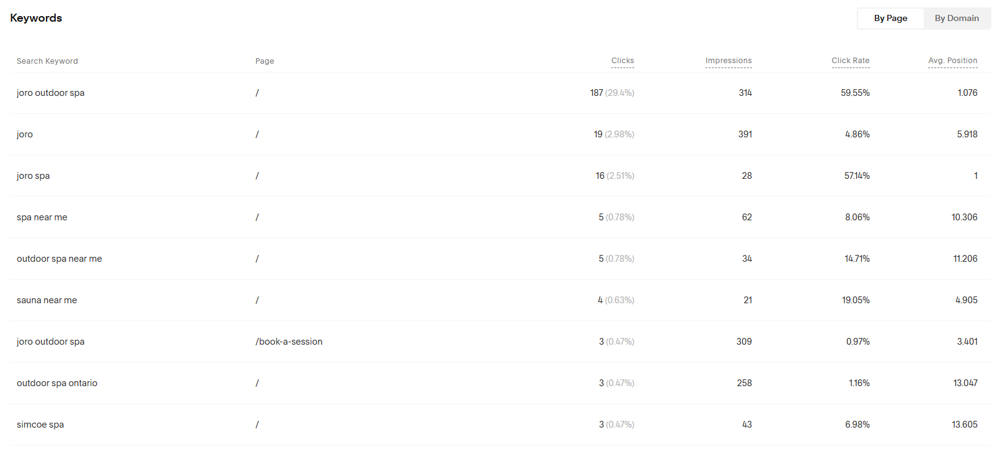 Keywords
By Page By Domain
Search Keyword Page Clicks Impressions Click Rate Avg. Position
joro outdoor spa / 187 (29.4%) 314 59.55% 1.076
joro / 19 (2.98%) 391 4.86% 5.918
joro spa / 16 (2.51%) 28 57.14% 1
spa near me / 5 (0.78%) 62 8.06% 10.306
outdoor spa near me / 5 (0.78%) 34 14.71% 11.206
sauna near me / 4 (0.63%) 21 19.05% 4.905
joro outdoor spa /book-a-session 3 (0.47%) 309 0.97% 3.401
outdoor spa ontario / 3 (0.47%) 258 1.16% 13.047
simcoe spa / 3 (0.47%) 43 6.98% 13.605